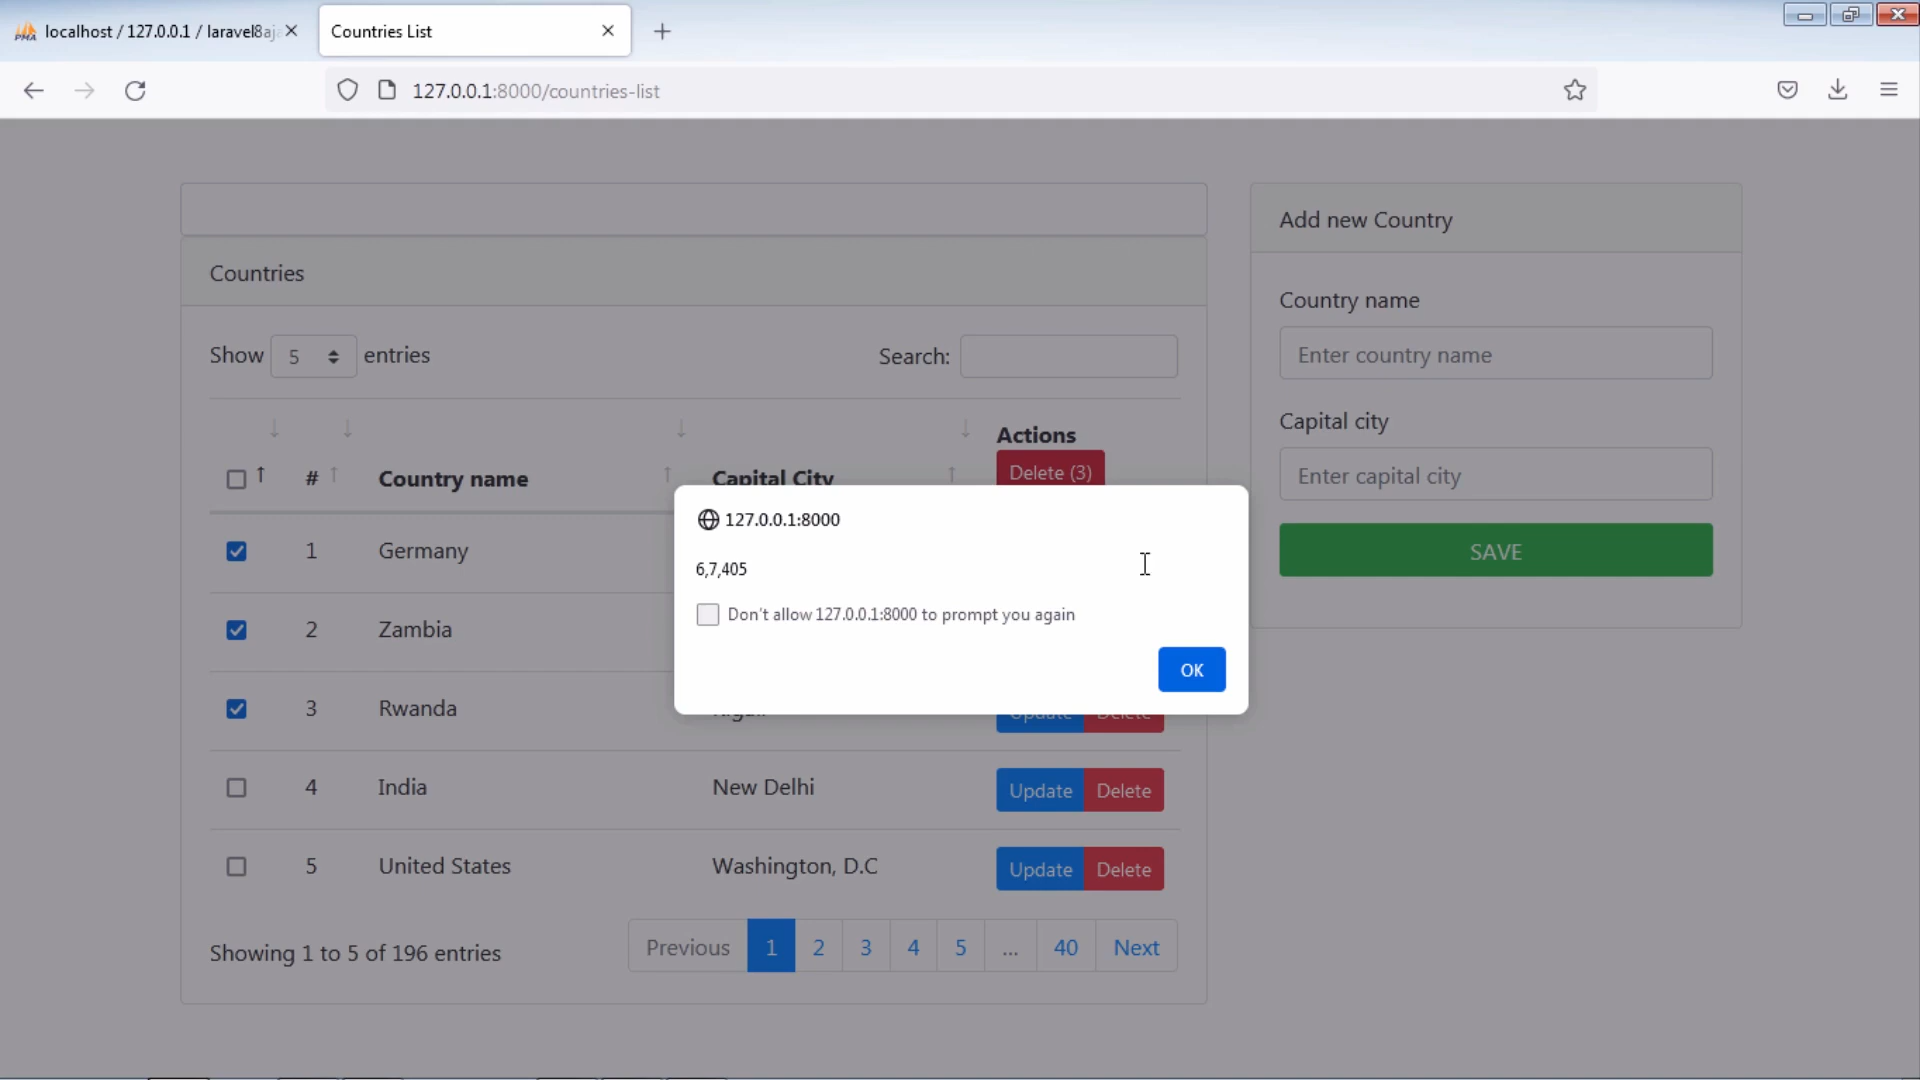 localhost / 127.0.0.1 / laravel8aj
Countries List
127.0.0.1:8000/countries-list
Countries
Show 5 entries
Search:
# Country name Capital City Actions
Delete (3)
1 Germany
2 Zambia
3 Rwanda
Update Delete
4 India New Delhi Update Delete
5 United States Washington, D.C Update Delete
Showing 1 to 5 of 196 entries
Previous 1 2 3 4 5 ... 40 Next
Add new Country
Country name
Enter country name
Capital city
Enter capital city
SAVE
127.0.0.1:8000
6,7,405
Don't allow 127.0.0.1:8000 to prompt you again
OK